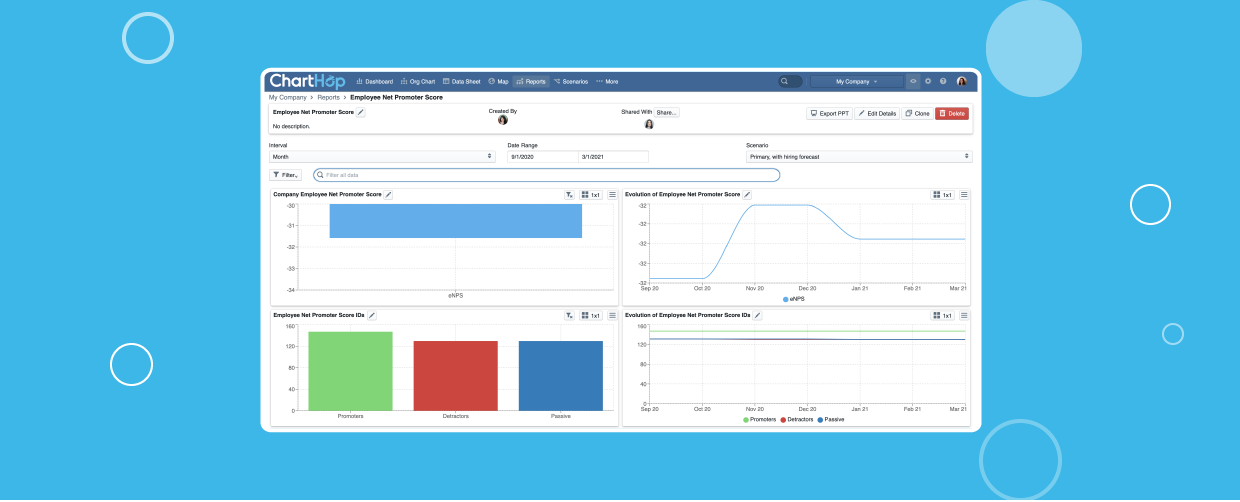 ChartHop Dashboard Org Chart Data Sheet Map Reports Scenarios ••• More My Company
My Company > Reports > Employee Net Promoter Score
Employee Net Promoter Score Created By Shared With Share... Export PPT Edit Details Clone Delete
No description.
Interval Date Range Scenario
Month 9/1/2020 3/1/2021 Primary, with hiring forecast
Filter Filter all data
Company Employee Net Promoter Score 1x1
-30
-31
-32
-33
-34
eNPS
Evolution of Employee Net Promoter Score 1x1
-32
-32
-32
-32
-32
Sep 20 Oct 20 Nov 20 Dec 20 Jan 21 Feb 21 Mar 21
eNPS
Employee Net Promoter Score IDs 1x1
160
120
80
40
0
Promoters Detractors Passive
Evolution of Employee Net Promoter Score IDs 1x1
160
120
80
40
0
Sep 20 Oct 20 Nov 20 Dec 20 Jan 21 Feb 21 Mar 21
Promoters Detractors Passive